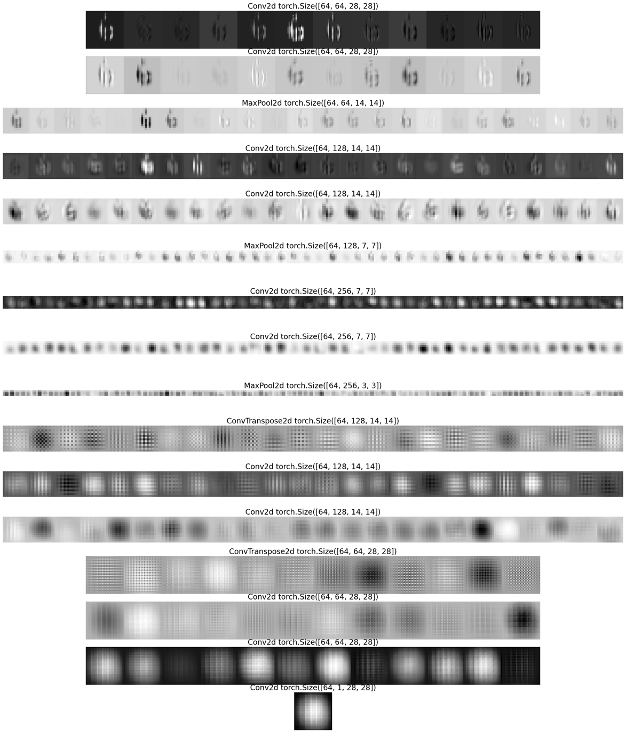 Conv2d torch.Size([64, 64, 28, 28])
Conv2d torch.Size([64, 64, 28, 28])
MaxPool2d torch.Size([64, 64, 14, 14])
Conv2d torch.Size([64, 128, 14, 14])
Conv2d torch.Size([64, 128, 14, 14])
MaxPool2d torch.Size([64, 128, 7, 7])
Conv2d torch.Size([64, 256, 7, 7])
Conv2d torch.Size([64, 256, 7, 7])
MaxPool2d torch.Size([64, 256, 3, 3])
ConvTranspose2d torch.Size([64, 128, 14, 14])
Conv2d torch.Size([64, 128, 14, 14])
Conv2d torch.Size([64, 128, 14, 14])
ConvTranspose2d torch.Size([64, 64, 28, 28])
Conv2d torch.Size([64, 64, 28, 28])
Conv2d torch.Size([64, 64, 28, 28])
Conv2d torch.Size([64, 1, 28, 28])